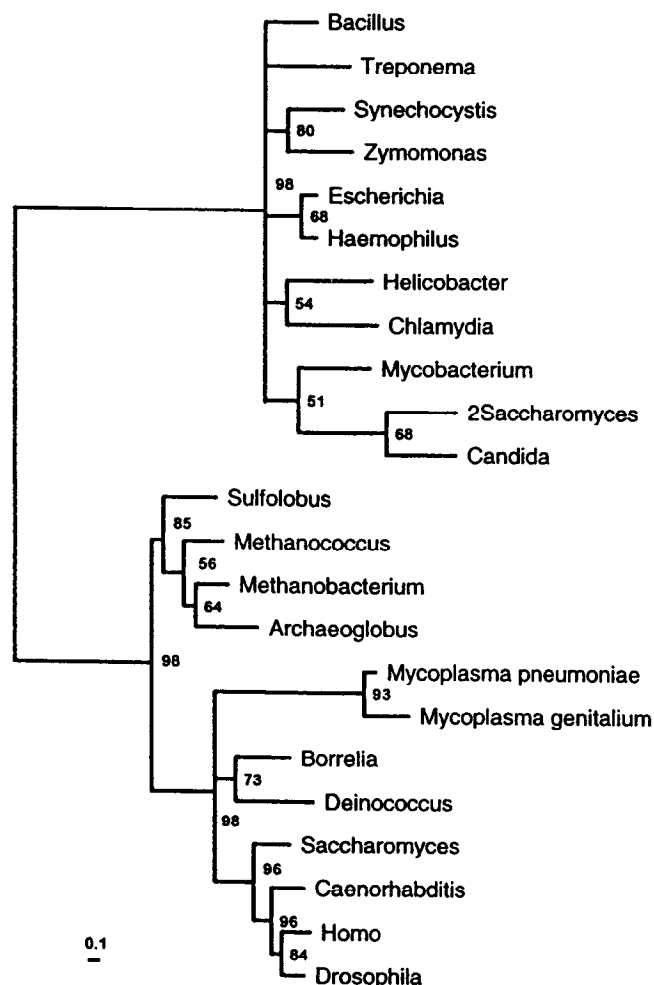 Bacillus
Treponema
Synechocystis
80
Zymomonas
98
Escherichia
68
Haemophilus
Helicobacter
54
Chlamydia
Mycobacterium
51
2Saccharomyces
68
Candida
Sulfolobus
85
Methanococcus
56
Methanobacterium
64
Archaeoglobus
98
Mycoplasma pneumoniae
93
Mycoplasma genitalium
Borrelia
73
Deinococcus
98
Saccharomyces
96
Caenorhabditis
96
Homo
0.1
84
Drosophila